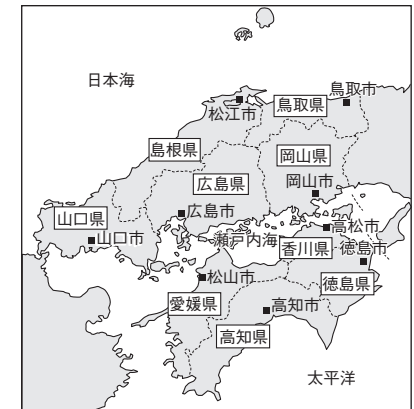 日本海
鳥取市
鳥取県
松江市
島根県
岡山県
広島県
岡山市
山口県
広島市
高松市
山口市
瀬戸内海
香川県
徳島市
松山市
徳島県
愛媛県
高知市
高知県
太平洋